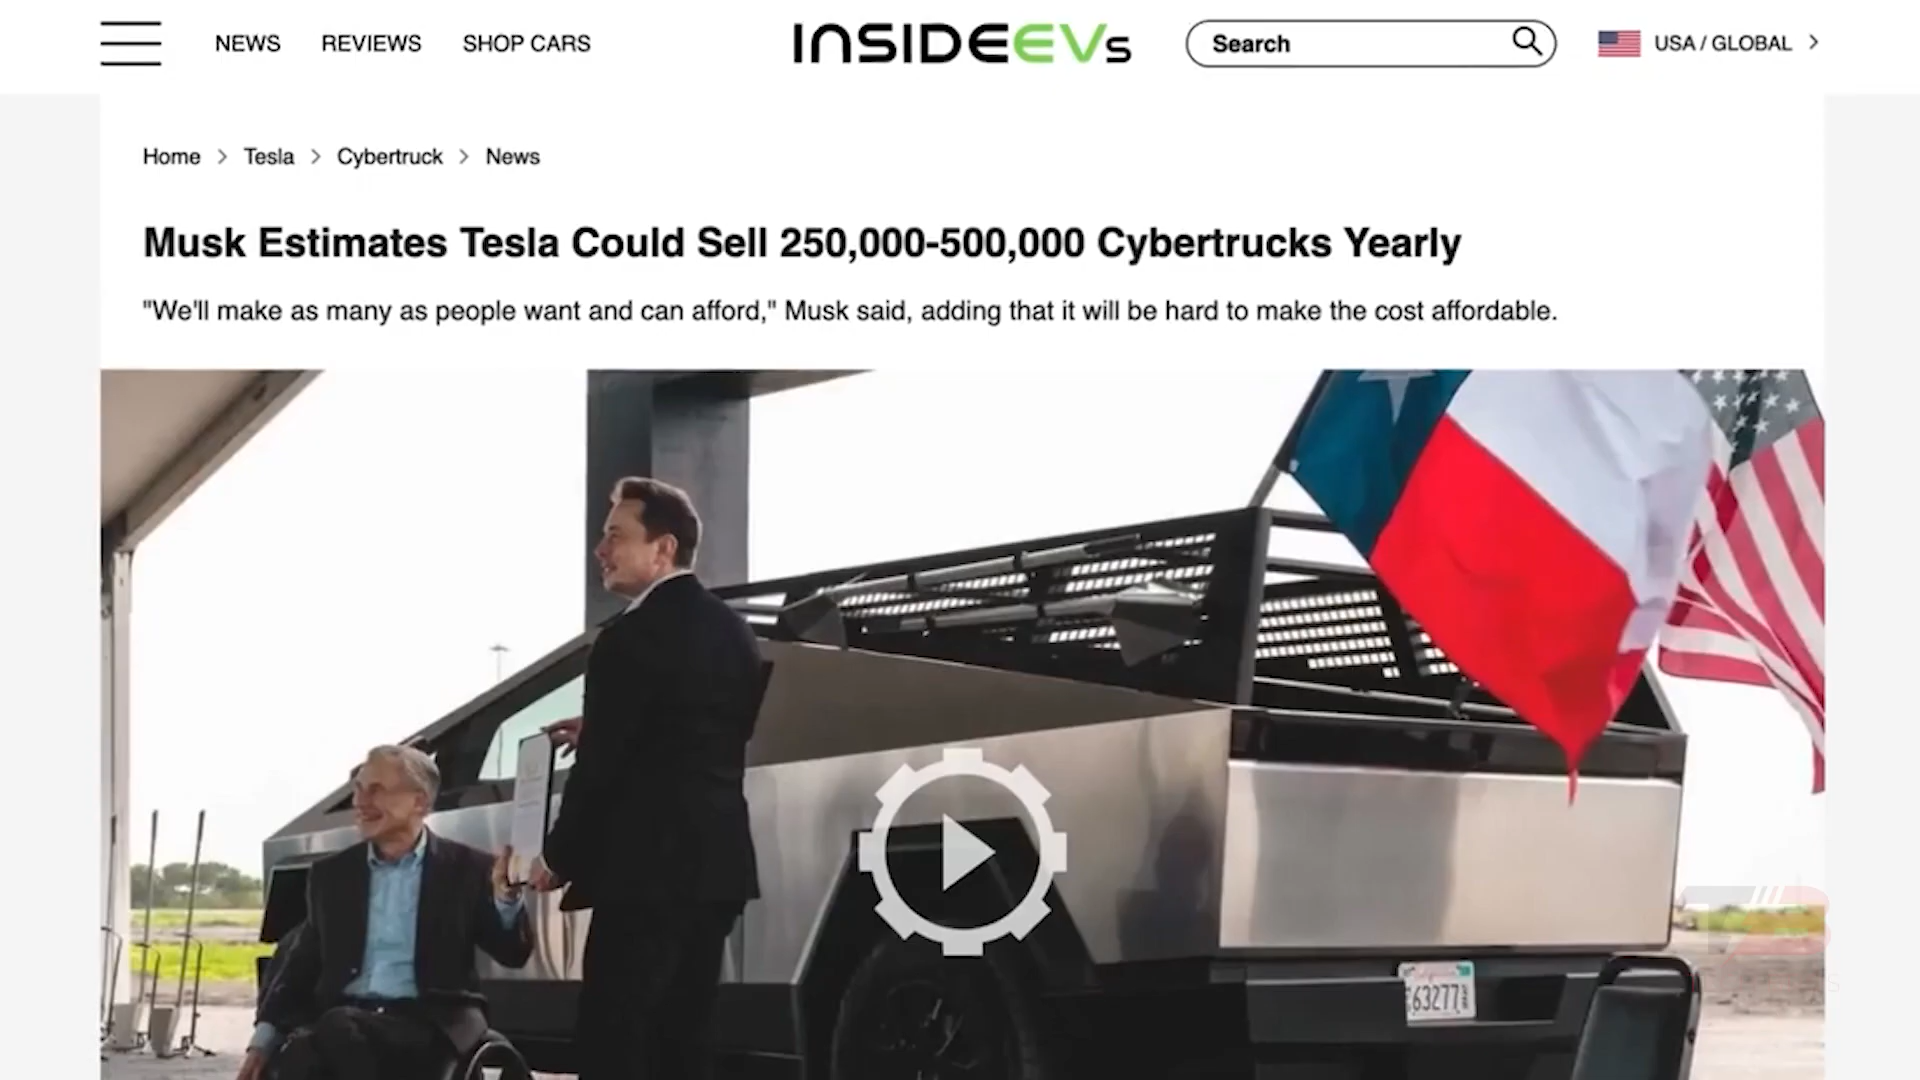 NEWS
REVIEWS
SHOP CARS
INSIDEEVs
Search
USA / GLOBAL
Home > Tesla > Cybertruck > News
Musk Estimates Tesla Could Sell 250,000-500,000 Cybertrucks Yearly
"We'll make as many as people want and can afford," Musk said, adding that it will be hard to make the cost affordable.
63277